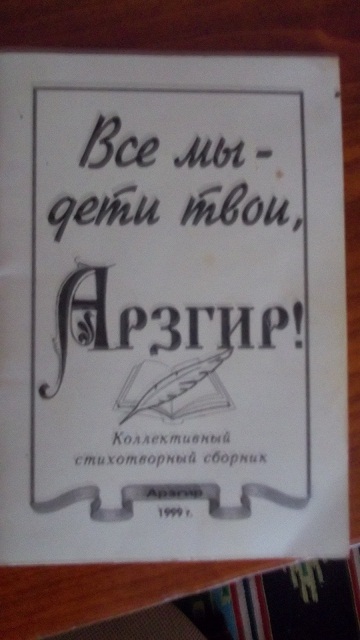 Все мы -
дети твои,
Арзгир!
Коллективный
стихотворный сборник
Арзгир
1999 г.